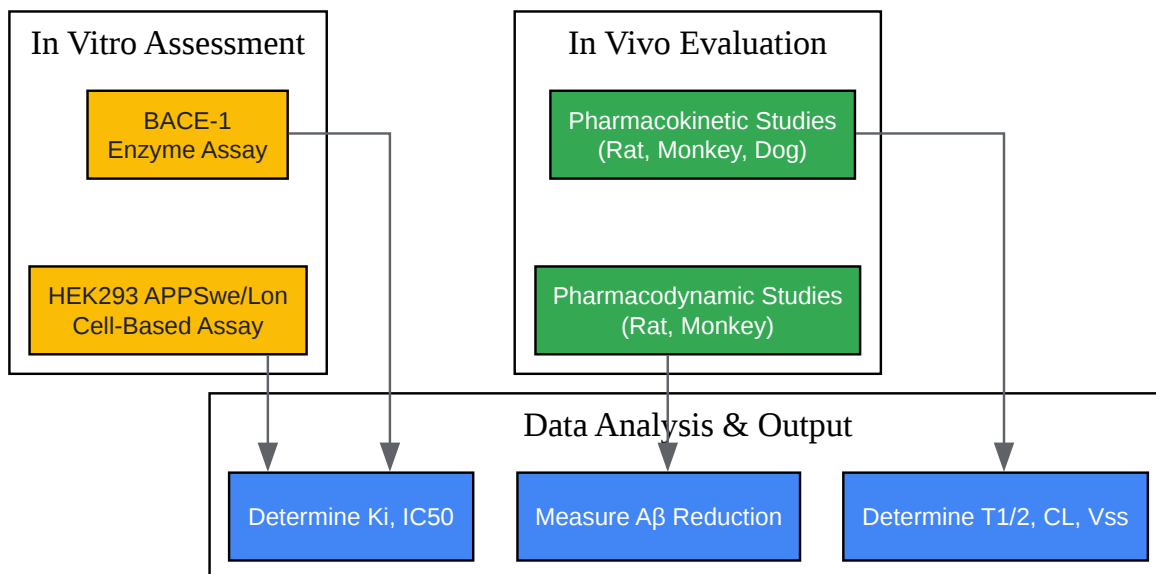 In Vitro Assessment
BACE-1
Enzyme Assay
HEK293 APPSwe/Lon
Cell-Based Assay
In Vivo Evaluation
Pharmacokinetic Studies
(Rat, Monkey, Dog)
Pharmacodynamic Studies
(Rat, Monkey)
Data Analysis & Output
Determine Ki, IC50
Measure Aβ Reduction
Determine T1/2, CL, Vss